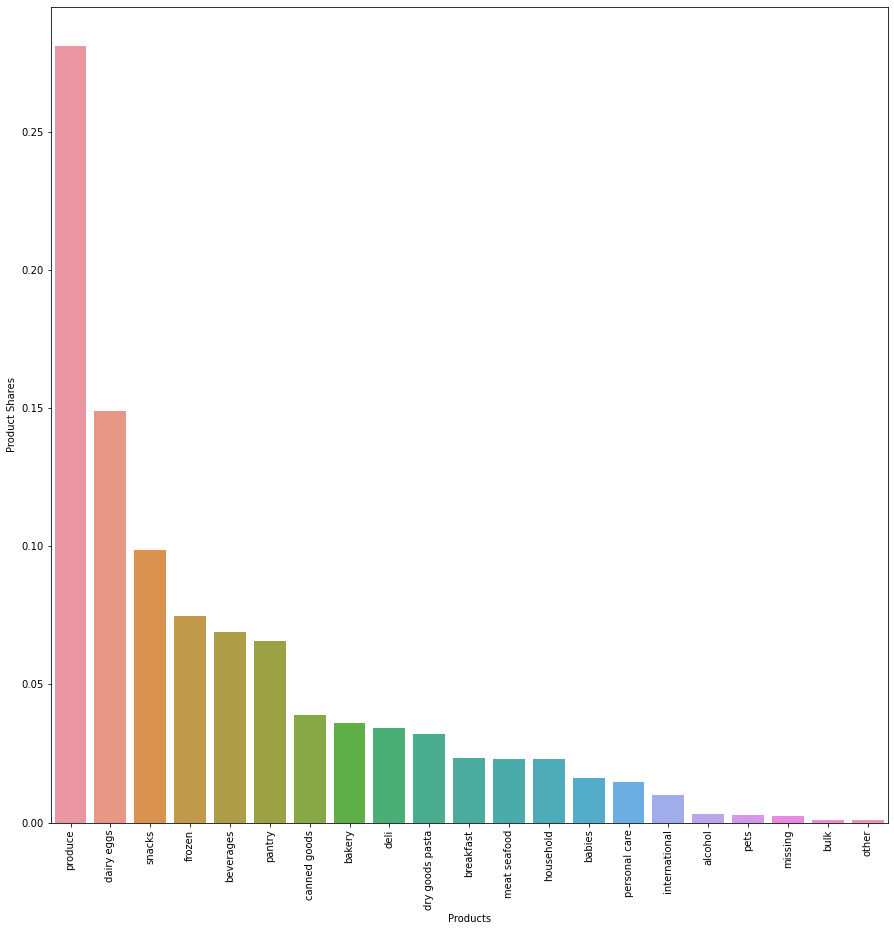 0.25
0.20
0.15
0.10
0.05
0.00
Product Shares
produce
dairy eggs
snacks
frozen
beverages
pantry
canned goods
bakery
deli
dry goods pasta
breakfast
meat seafood
household
babies
personal care
international
alcohol
pets
missing
bulk
other
Products